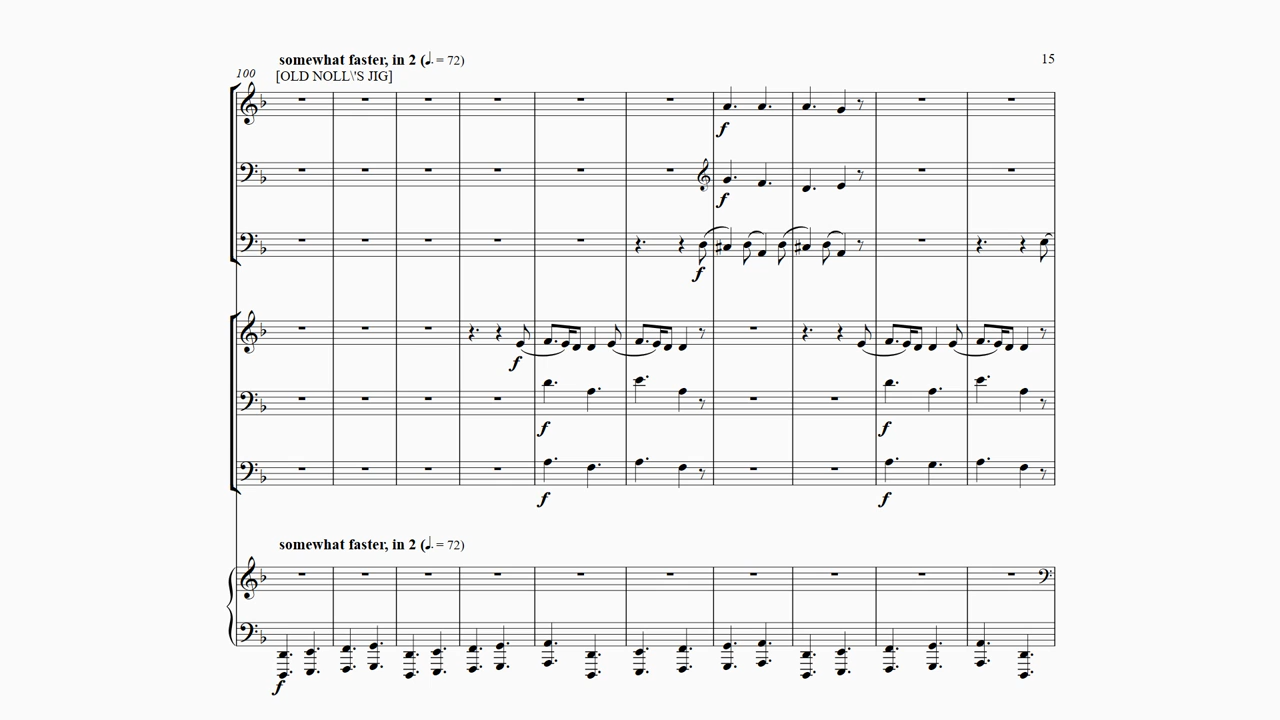 somewhat faster, in 2 (♩. = 72)
15
100
[OLD NOLL\'S JIG]
f
f
f
f
f f
f f
somewhat faster, in 2 (♩. = 72)
f